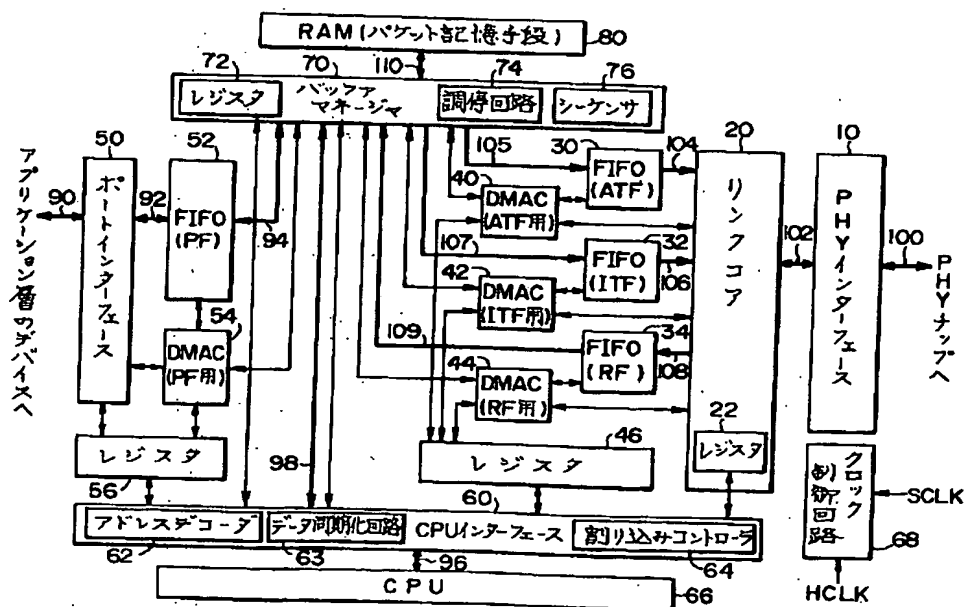 RAM(パケット記憶手段)
80
110
72
70
74
76
レジスタ
バッファ
マネージャ
調停回路
シーケンサ
50
52
105
30
104
20
10
アプリケーション層のデバイスへ
90
ポートインターフェース
92
FIFO
(PF)
94
40
DMAC
(ATF用)
FIFO
(ATF)
リンクコア
PHYインターフェース
102
100
PHYチップへ
107
32
42
DMAC
(ITF用)
FIFO
(ITF)
106
54
DMAC
(PF用)
109
34
44
DMAC
(RF用)
FIFO
(RF)
108
22
レジスタ
46
レジスタ
56
レジスタ
98
60
クロック
制御回路
SCLK
68
HCLK
アドレスデコーダ
データ同期化回路
CPUインターフェース
割り込みコントローラ
62
63
96
64
CPU
66